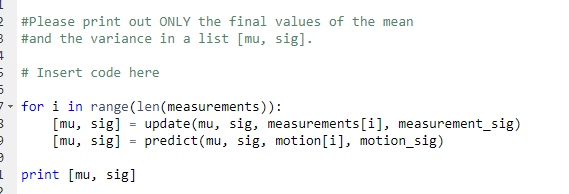 #Please print out ONLY the final values of the mean
#and the variance in a list [mu, sig].
# Insert code here
for i in range(len(measurements)):
[mu, sig] = update(mu, sig, measurements[i], measurement_sig)
[mu, sig] = predict(mu, sig, motion[i], motion_sig)
print [mu, sig]